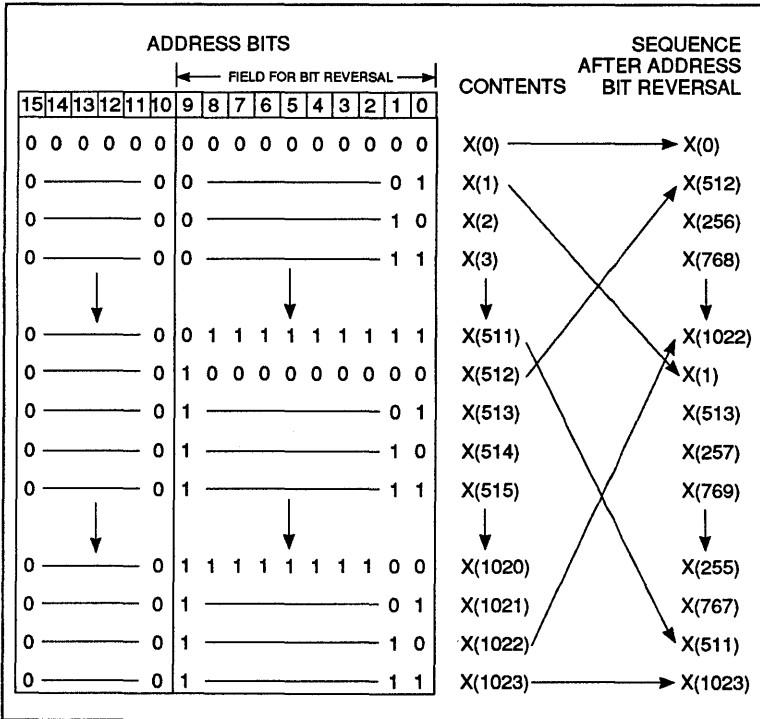 ADDRESS BITS
FIELD FOR BIT REVERSAL
CONTENTS
SEQUENCE
AFTER ADDRESS
BIT REVERSAL
15 14 13 12 11 10 9 8 7 6 5 4 3 2 1 0
0 0 0 0 0 0 0 0 0 0 0 0 0 0 0 0 X(0) X(0)
0 0 0 0 1 X(1) X(512)
0 0 0 1 0 X(2) X(256)
0 0 0 1 1 X(3) X(768)
0 0 0 1 1 1 1 1 1 1 1 1 X(511) X(1022)
0 0 1 0 0 0 0 0 0 0 0 0 X(512) X(1)
0 0 1 0 1 X(513) X(513)
0 0 1 1 0 X(514) X(257)
0 0 1 1 1 X(515) X(769)
0 0 1 1 1 1 1 1 1 1 0 0 X(1020) X(255)
0 0 1 0 1 X(1021) X(767)
0 0 1 1 0 X(1022) X(511)
0 0 1 1 1 X(1023) X(1023)